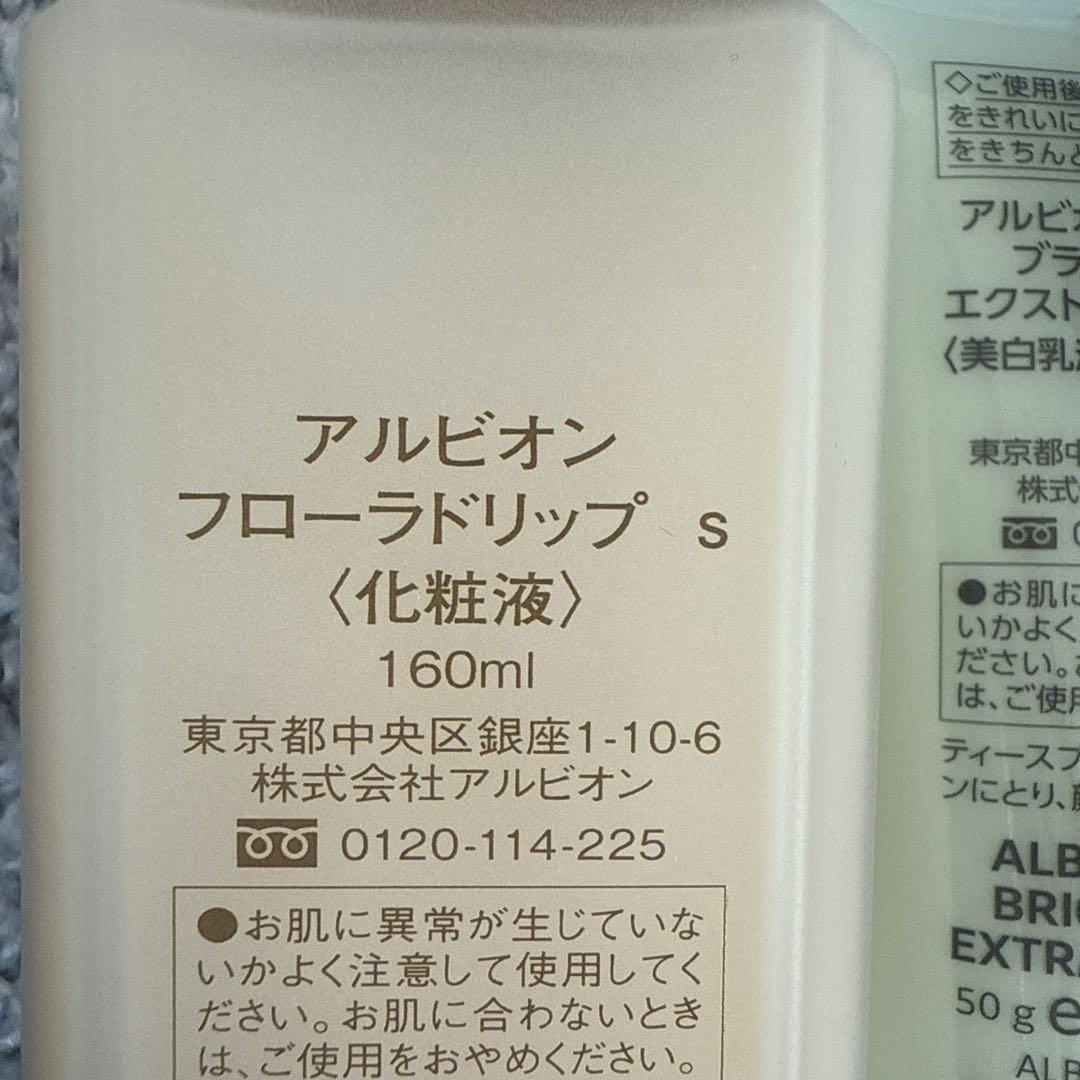 アルビオン
フローラドリップ s
〈化粧液〉
160ml
東京都中央区銀座1-10-6
株式会社アルビオン
0120-114-225
●お肌に異常が生じていな
いかよく注意して使用してく
ださい。お肌に合わないとき
は、ご使用をおやめください。
◇ご使用後
をきれいに
をきちんと
アルビオ
ブラ
エクスト
〈美白乳液
東京都中
株式
●お肌に
いかよく
ださい。
は、ご使用
ティースプ
ンにとり、
ALB
BRI
EXTRA
50 g e
ALB